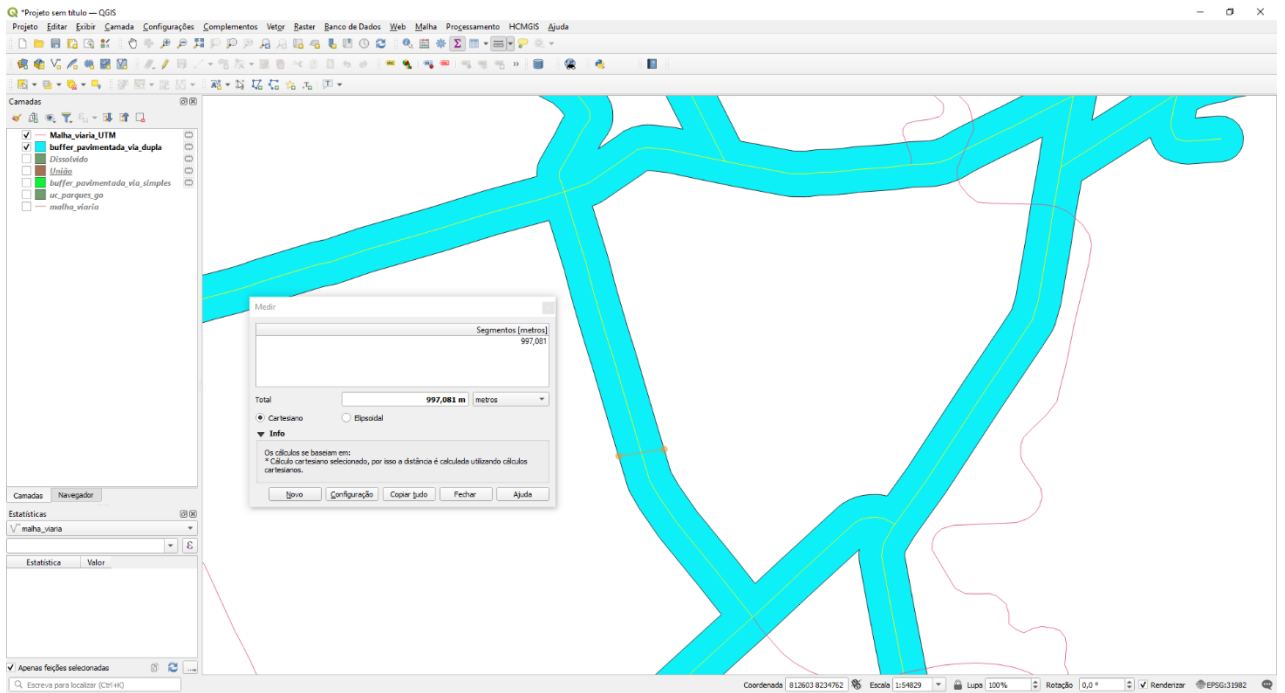 *Projeto sem título — QGIS
Projeto Editar Exibir Camada Configurações Complementos Vetor Raster Banco de Dados Web Malha Processamento HCMGIS Ajuda
Camadas
Malha_viaria_UTM
buffer_pavimentada_via_dupla
Dissolvido
União
buffer_pavimentada_via_simples
uc_parques_go
malha_viaria
Medir
Segmentos [metros]
997,081
Total 997,081 m metros
Cartesiano Elipsoidal
Info
Os cálculos se baseiam em:
* Cálculo cartesiano selecionado, por isso a distância é calculada utilizando cálculos
cartesianos.
Novo Configuração Copiar tudo Fechar Ajuda
Camadas Navegador
Estatísticas
malha_viaria
ε
Estatística Valor
Apenas feições selecionadas
Escreva para localizar (Ctrl+K)
Coordenada 812603 8234762 Escala 1:54829 Lupa 100% Rotação 0,0 ° Renderizar EPSG:31982